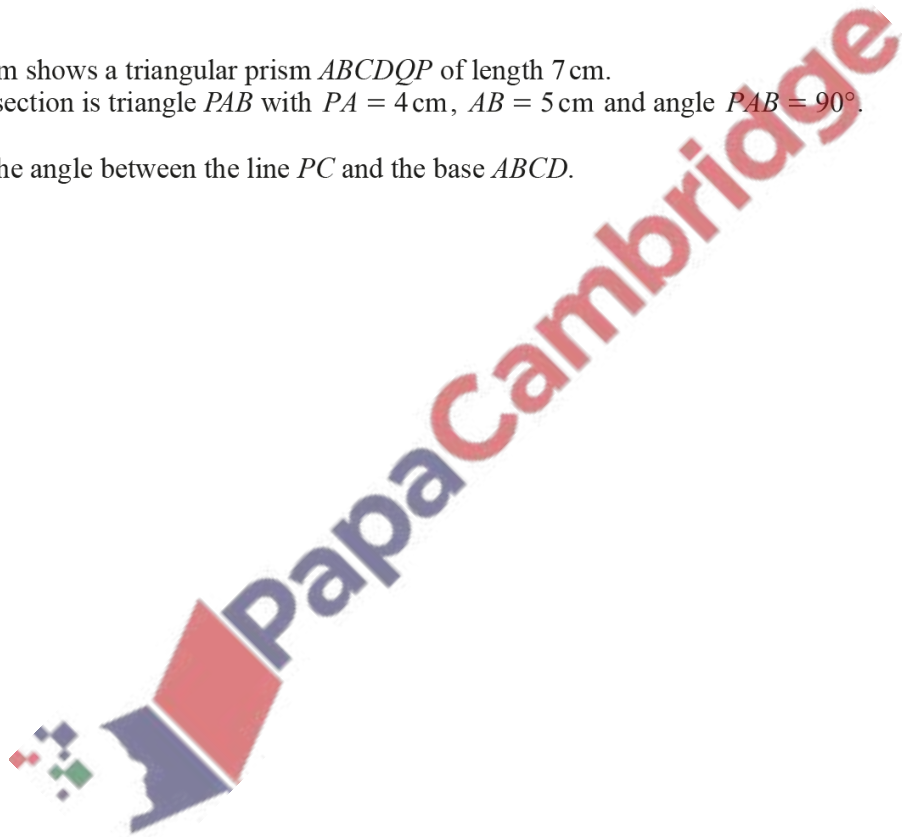 m shows a triangular prism ABCDQP of length 7 cm.
section is triangle PAB with PA = 4 cm, AB = 5 cm and angle PAB = 90°.
he angle between the line PC and the base ABCD.
PapaCambridge